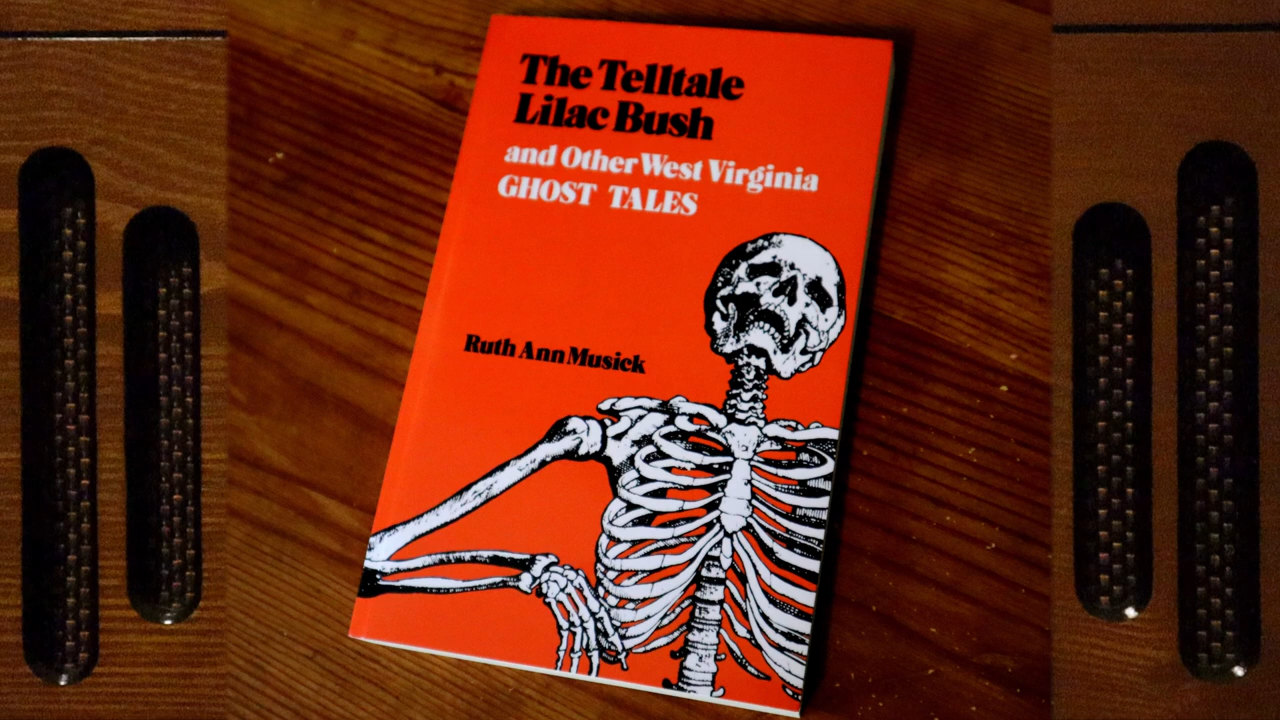 The Telltale
Lilac Bush
and Other West Virginia
GHOST TALES
Ruth Ann Musick